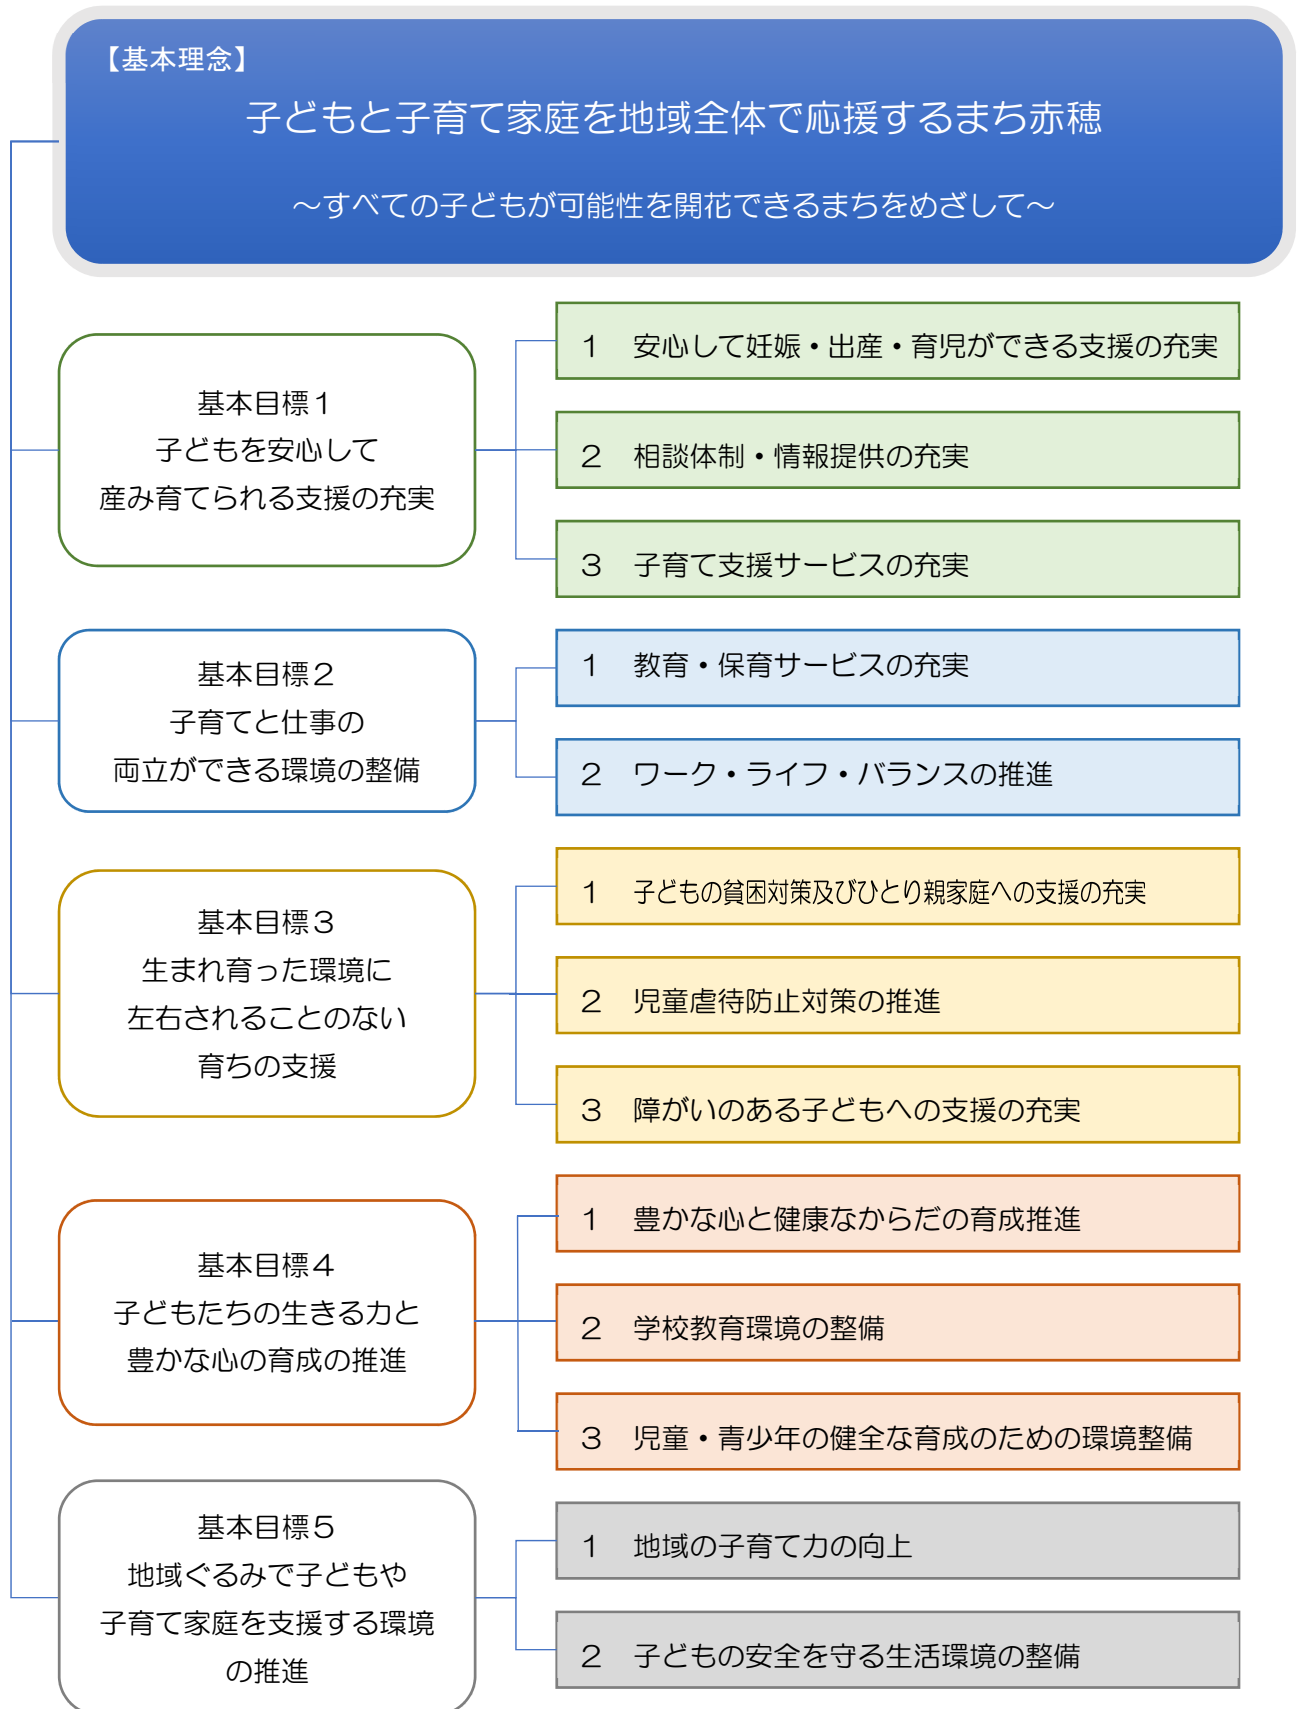 【基本理念】
子どもと子育て家庭を地域全体で応援するまち赤穂
～すべての子どもが可能性を開花できるまちをめざして～
基本目標１
子どもを安心して
産み育てられる支援の充実
１　安心して妊娠・出産・育児ができる支援の充実
２　相談体制・情報提供の充実
３　子育て支援サービスの充実
基本目標２
子育てと仕事の
両立ができる環境の整備
１　教育・保育サービスの充実
２　ワーク・ライフ・バランスの推進
基本目標３
生まれ育った環境に
左右されることのない
育ちの支援
１　子どもの貧困対策及びひとり親家庭への支援の充実
２　児童虐待防止対策の推進
３　障がいのある子どもへの支援の充実
基本目標４
子どもたちの生きる力と
豊かな心の育成の推進
１　豊かな心と健康なからだの育成推進
２　学校教育環境の整備
３　児童・青少年の健全な育成のための環境整備
基本目標５
地域ぐるみで子どもや
子育て家庭を支援する環境
の推進
１　地域の子育て力の向上
２　子どもの安全を守る生活環境の整備